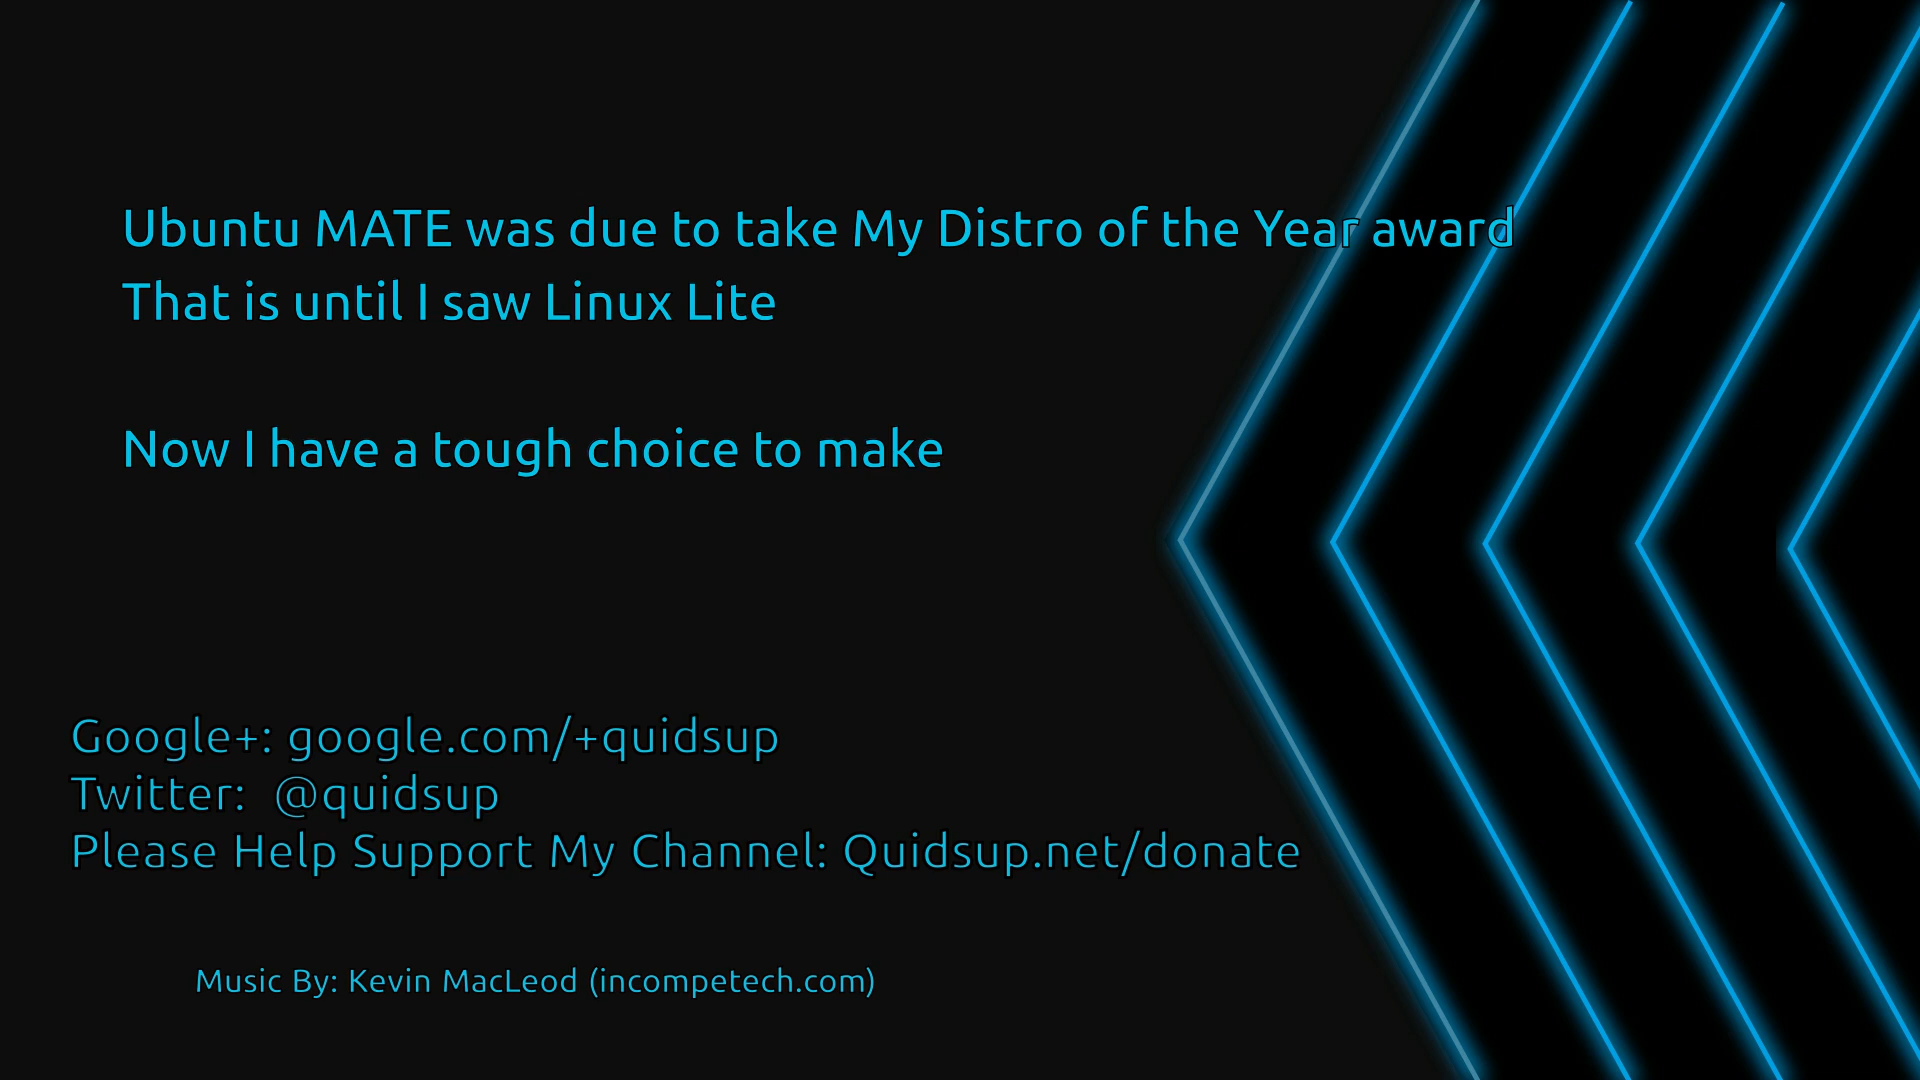 Ubuntu MATE was due to take My Distro of the Year award
That is until I saw Linux Lite
Now I have a tough choice to make
Google+: google.com/+quidsup
Twitter:  @quidsup
Please Help Support My Channel: Quidsup.net/donate
Music By: Kevin MacLeod (incompetech.com)